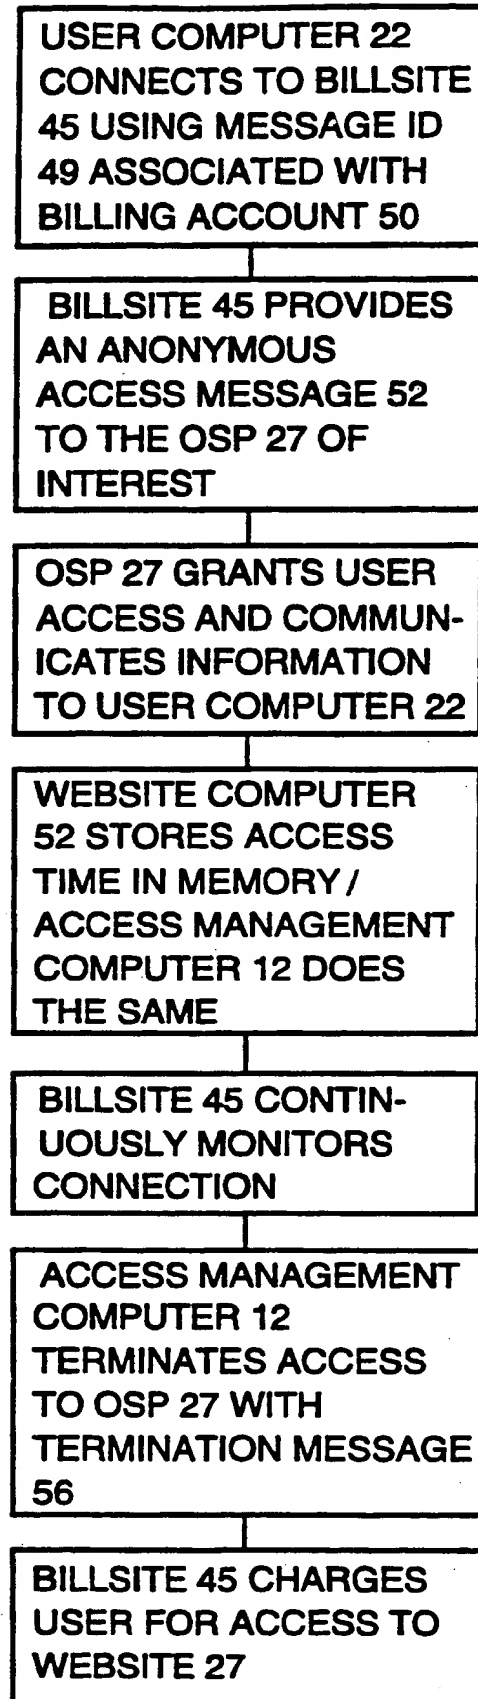 USER COMPUTER 22
CONNECTS TO BILLSITE
45 USING MESSAGE ID
49 ASSOCIATED WITH
BILLING ACCOUNT 50
BILLSITE 45 PROVIDES
AN ANONYMOUS
ACCESS MESSAGE 52
TO THE OSP 27 OF
INTEREST
OSP 27 GRANTS USER
ACCESS AND COMMUN-
ICATES INFORMATION
TO USER COMPUTER 22
WEBSITE COMPUTER
52 STORES ACCESS
TIME IN MEMORY /
ACCESS MANAGEMENT
COMPUTER 12 DOES
THE SAME
BILLSITE 45 CONTIN-
UOUSLY MONITORS
CONNECTION
ACCESS MANAGEMENT
COMPUTER 12
TERMINATES ACCESS
TO OSP 27 WITH
TERMINATION MESSAGE
56
BILLSITE 45 CHARGES
USER FOR ACCESS TO
WEBSITE 27